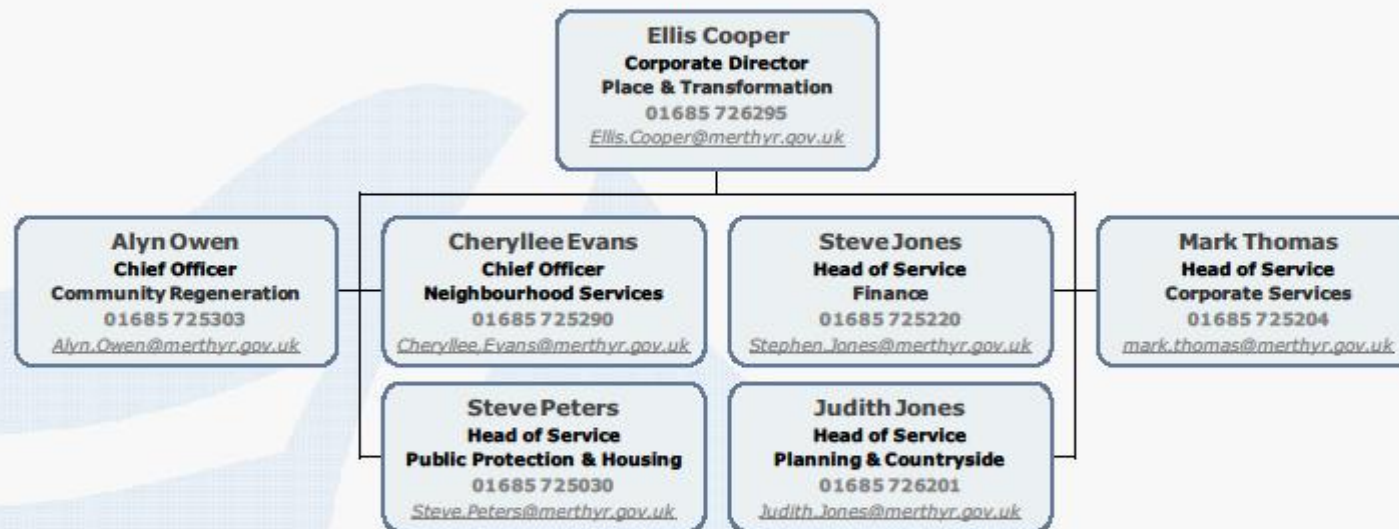 Ellis Cooper
Corporate Director
Place & Transformation
01685 726295
Ellis.Cooper@merthyr.gov.uk
Alyn Owen
Chief Officer
Community Regeneration
01685 725303
Alyn.Owen@merthyr.gov.uk
Cheryllee Evans
Chief Officer
Neighbourhood Services
01685 725290
Cheryllee.Evans@merthyr.gov.uk
Steve Jones
Head of Service
Finance
01685 725220
Stephen.Jones@merthyr.gov.uk
Mark Thomas
Head of Service
Corporate Services
01685 725204
mark.thomas@merthyr.gov.uk
Steve Peters
Head of Service
Public Protection & Housing
01685 725030
Steve.Peters@merthyr.gov.uk
Judith Jones
Head of Service
Planning & Countryside
01685 726201
Judith.Jones@merthyr.gov.uk